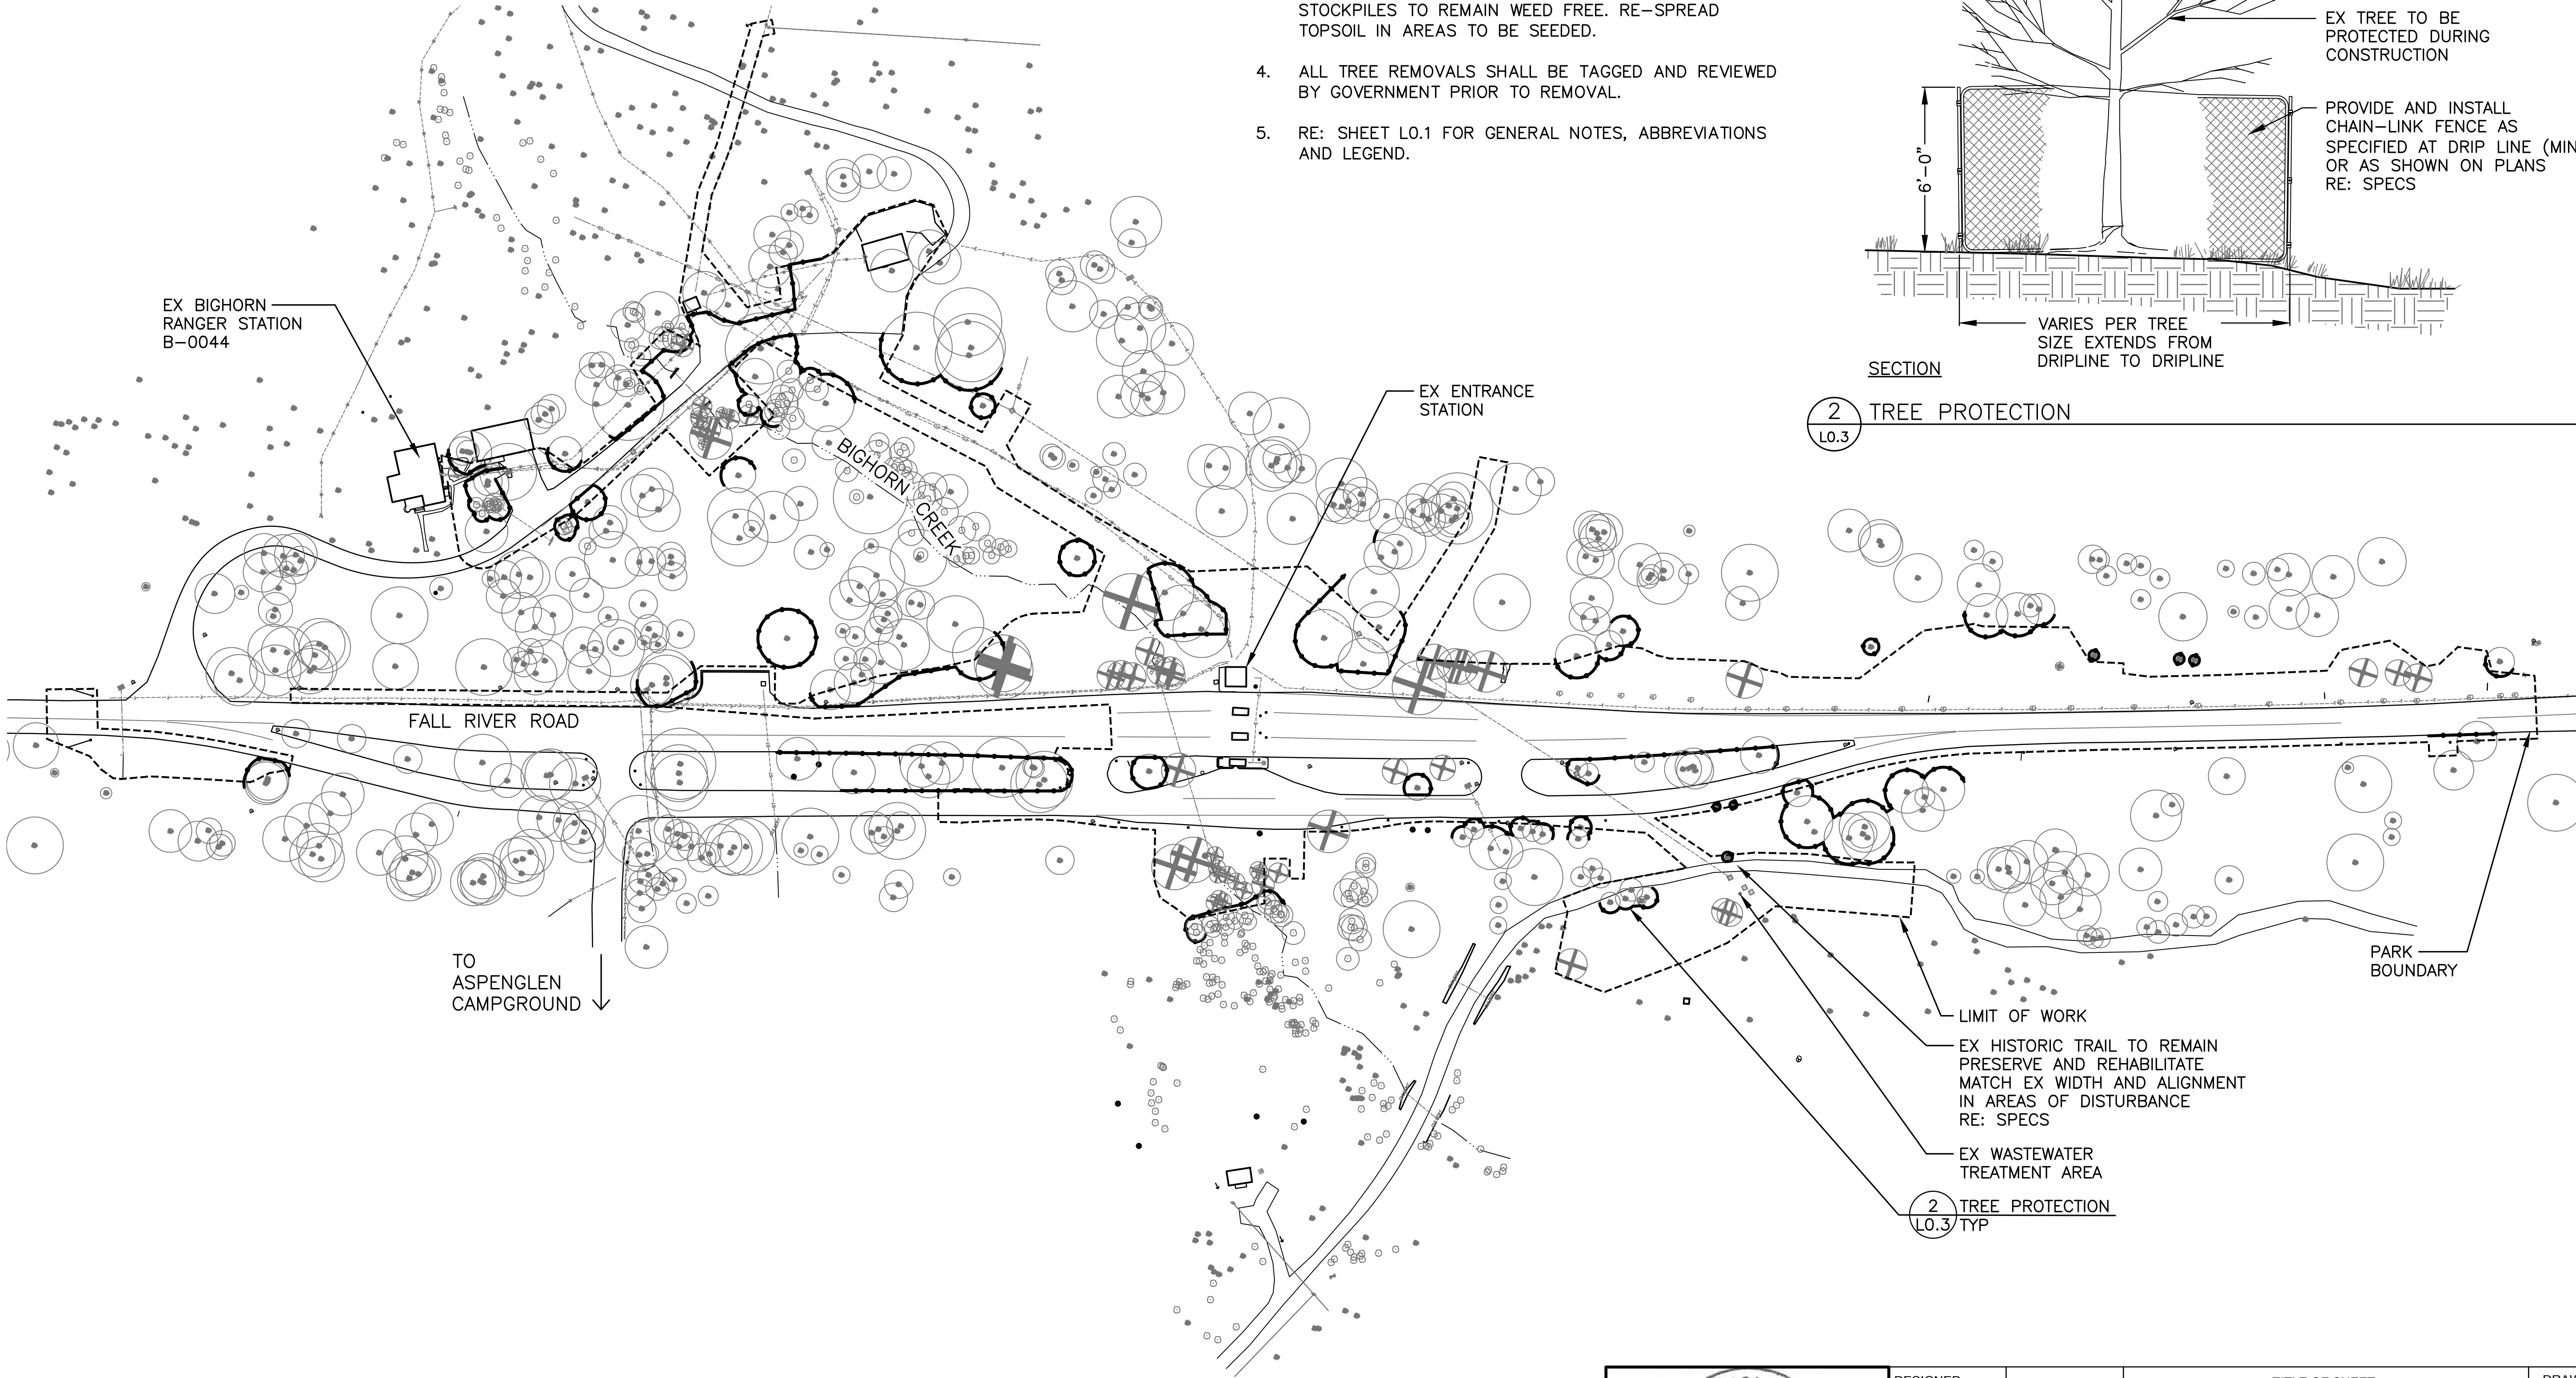 STOCKPILES TO REMAIN WEED FREE. RE-SPREAD
TOPSOIL IN AREAS TO BE SEEDED.
4. ALL TREE REMOVALS SHALL BE TAGGED AND REVIEWED
BY GOVERNMENT PRIOR TO REMOVAL.
5. RE: SHEET L0.1 FOR GENERAL NOTES, ABBREVIATIONS
AND LEGEND.
EX TREE TO BE
PROTECTED DURING
CONSTRUCTION
PROVIDE AND INSTALL
CHAIN-LINK FENCE AS
SPECIFIED AT DRIP LINE (MIN
OR AS SHOWN ON PLANS
RE: SPECS
6'-0"
VARIES PER TREE
SIZE EXTENDS FROM
DRIPLINE TO DRIPLINE
SECTION
2
L0.3
TREE PROTECTION
EX BIGHORN
RANGER STATION
B-0044
EX ENTRANCE
STATION
BIGHORN
CREEK
FALL RIVER ROAD
TO
ASPENGLEN
CAMPGROUND
PARK
BOUNDARY
LIMIT OF WORK
EX HISTORIC TRAIL TO REMAIN
PRESERVE AND REHABILITATE
MATCH EX WIDTH AND ALIGNMENT
IN AREAS OF DISTURBANCE
RE: SPECS
EX WASTEWATER
TREATMENT AREA
2
L0.3
TREE PROTECTION
TYP